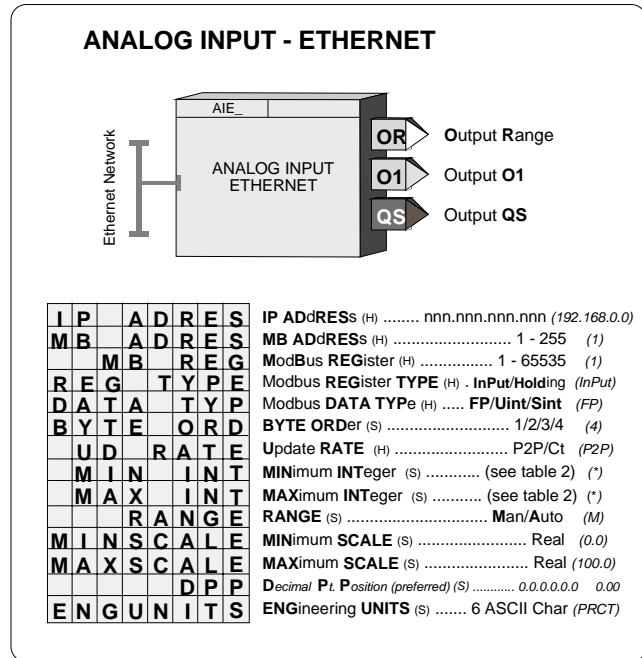 ANALOG INPUT - ETHERNET
AIE_
Ethernet Network
ANALOG INPUT
ETHERNET
OR Output Range
O1 Output O1
QS Output QS
IP ADRES IP ADdRESs (H) ........ nnn.nnn.nnn.nnn (192.168.0.0)
MB ADRES MB ADdRESs (H) .......................... 1 - 255 (1)
MB REG ModBus REGister (H) ................ 1 - 65535 (1)
REG TYPE Modbus REGister TYPE (H) . InPut/Holding (InPut)
DATA TYP Modbus DATA TYPe (H) ..... FP/Uint/Sint (FP)
BYTE ORD BYTE ORDer (S) ........................... 1/2/3/4 (4)
UD RATE Update RATE (H) ....................... P2P/Ct (P2P)
MIN INT MINimum INTeger (S) ............ (see table 2) (*)
MAX INT MAXimum INTeger (S) ........... (see table 2) (*)
RANGE RANGE (S) .................................. Man/Auto (M)
MINSCALE MINimum SCALE (S) ....................... Real (0.0)
MAXSCALE MAXimum SCALE (S) ...................... Real (100.0)
DPP Decimal Pt. Position (preferred) (S) ............ 0.0.0.0.0.0 0.00
ENGUNITS ENGineering UNITS (S) ....... 6 ASCII Char (PRCT)